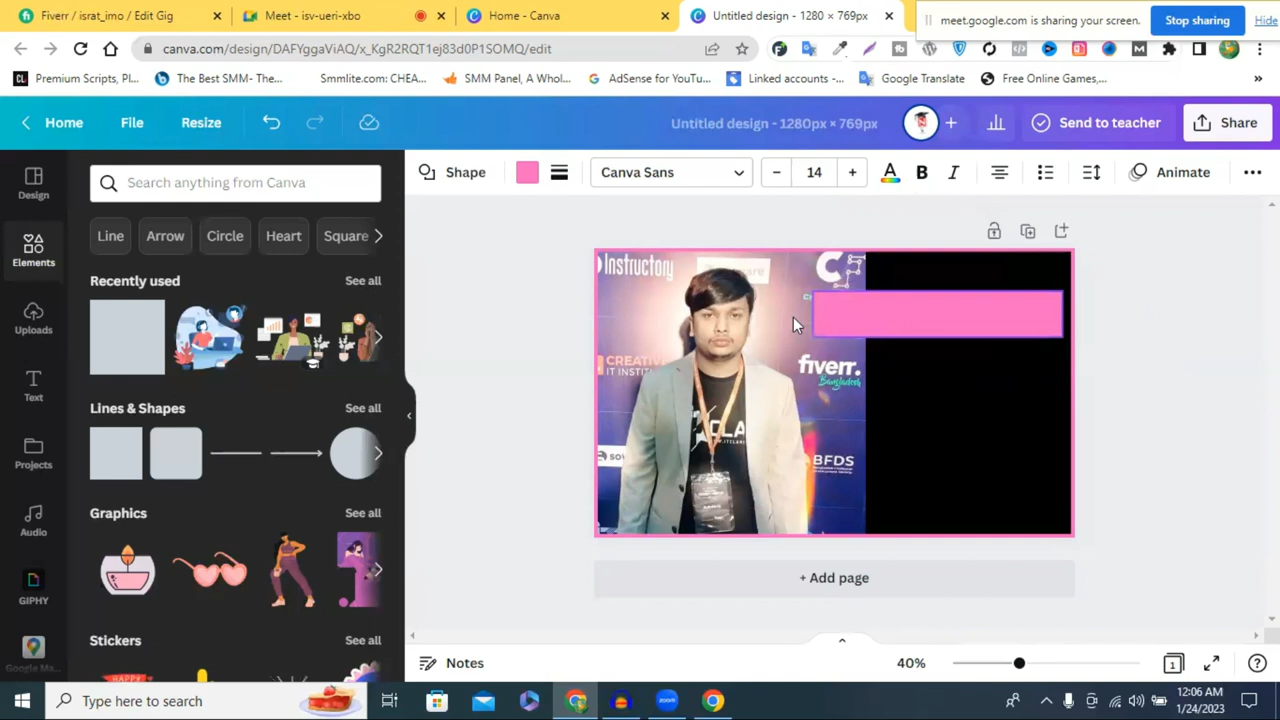 Fiverr / israt_imo / Edit Gig
Meet - isv-ueri-xbo
Home - Canva
Untitled design - 1280 × 769px
meet.google.com is sharing your screen.
Stop sharing
Hide
canva.com/design/DAFYggaViAQ/x_KgR2RQT1ej83d0P1SOMQ/edit
Premium Scripts, Pl...
The Best SMM- The...
Smmlite.com: CHEA...
SMM Panel, A Whol...
AdSense for YouTu...
Linked accounts -...
Google Translate
Free Online Games,...
Home
File
Resize
Untitled design - 1280px × 769px
Send to teacher
Share
Design
Elements
Uploads
Text
Projects
Audio
GIPHY
Google Ma...
Search anything from Canva
Line
Arrow
Circle
Heart
Square
Recently used
See all
Lines & Shapes
See all
Graphics
See all
Stickers
See all
HAPPY
Shape
Canva Sans
14
A
B
I
Animate
Instructory
CREATIVE
IT INSTIT
fiverr.
Bangladesh
BFDS
CLA
+ Add page
Notes
40%
1
Type here to search
12:06 AM
1/24/2023